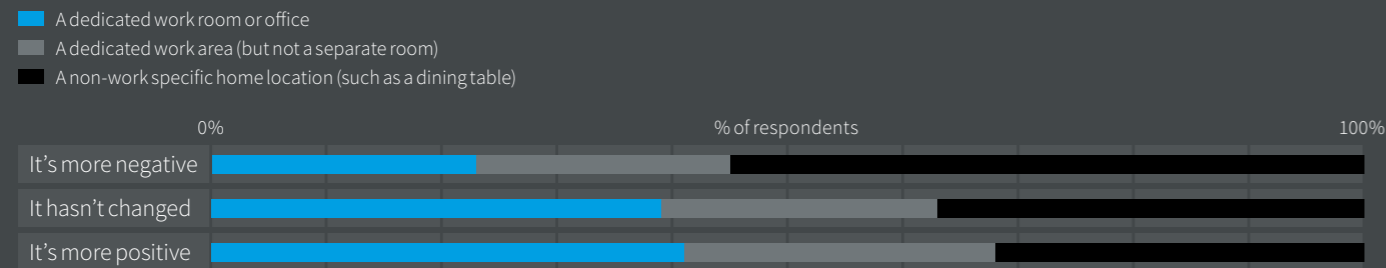 A dedicated work room or office
A dedicated work area (but not a separate room)
A non-work specific home location (such as a dining table)
0% % of respondents 100%
It's more negative
It hasn't changed
It's more positive